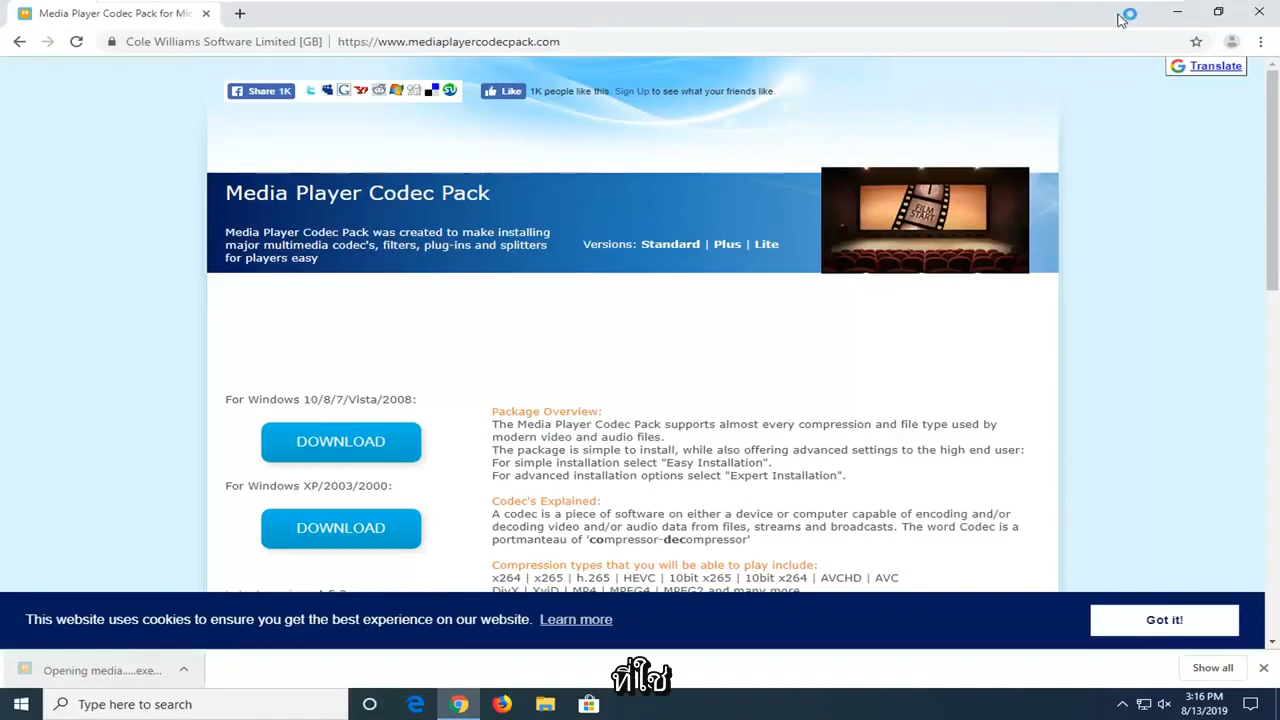 Media Player Codec Pack for Mic
Cole Williams Software Limited [GB] | https://www.mediaplayercodecpack.com
Translate
Share 1K
Like 1K people like this. Sign Up to see what your friends like.
Media Player Codec Pack
Media Player Codec Pack was created to make installing
major multimedia codec's, filters, plug-ins and splitters
for players easy
Versions: Standard | Plus | Lite
FILM
START
For Windows 10/8/7/Vista/2008:
DOWNLOAD
For Windows XP/2003/2000:
DOWNLOAD
Package Overview:
The Media Player Codec Pack supports almost every compression and file type used by
modern video and audio files.
The package is simple to install, while also offering advanced settings to the high end user:
For simple installation select "Easy Installation".
For advanced installation options select "Expert Installation".
Codec's Explained:
A codec is a piece of software on either a device or computer capable of encoding and/or
decoding video and/or audio data from files, streams and broadcasts. The word Codec is a
portmanteau of 'compressor-decompressor'
Compression types that you will be able to play include:
x264 | x265 | h.265 | HEVC | 10bit x265 | 10bit x264 | AVCHD | AVC
DivX | XviD | MP4 | MPEG4 | MPEG2 and many more
This website uses cookies to ensure you get the best experience on our website. Learn more
Got it!
Opening media.....exe...
Show all
ที่ใช่
Type here to search
3:16 PM
8/13/2019